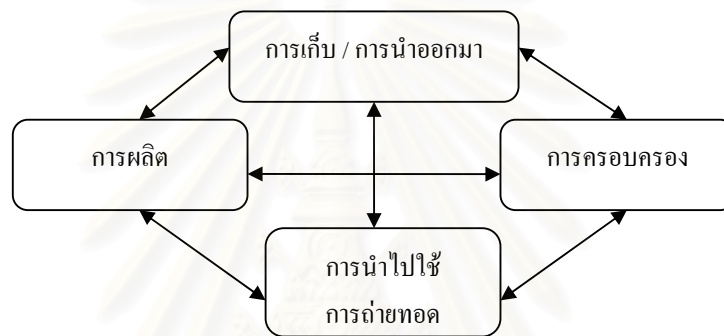 การเก็บ / การนำออกมา
การผลิต
การครอบครอง
การนำไปใช้
การถ่ายทอด